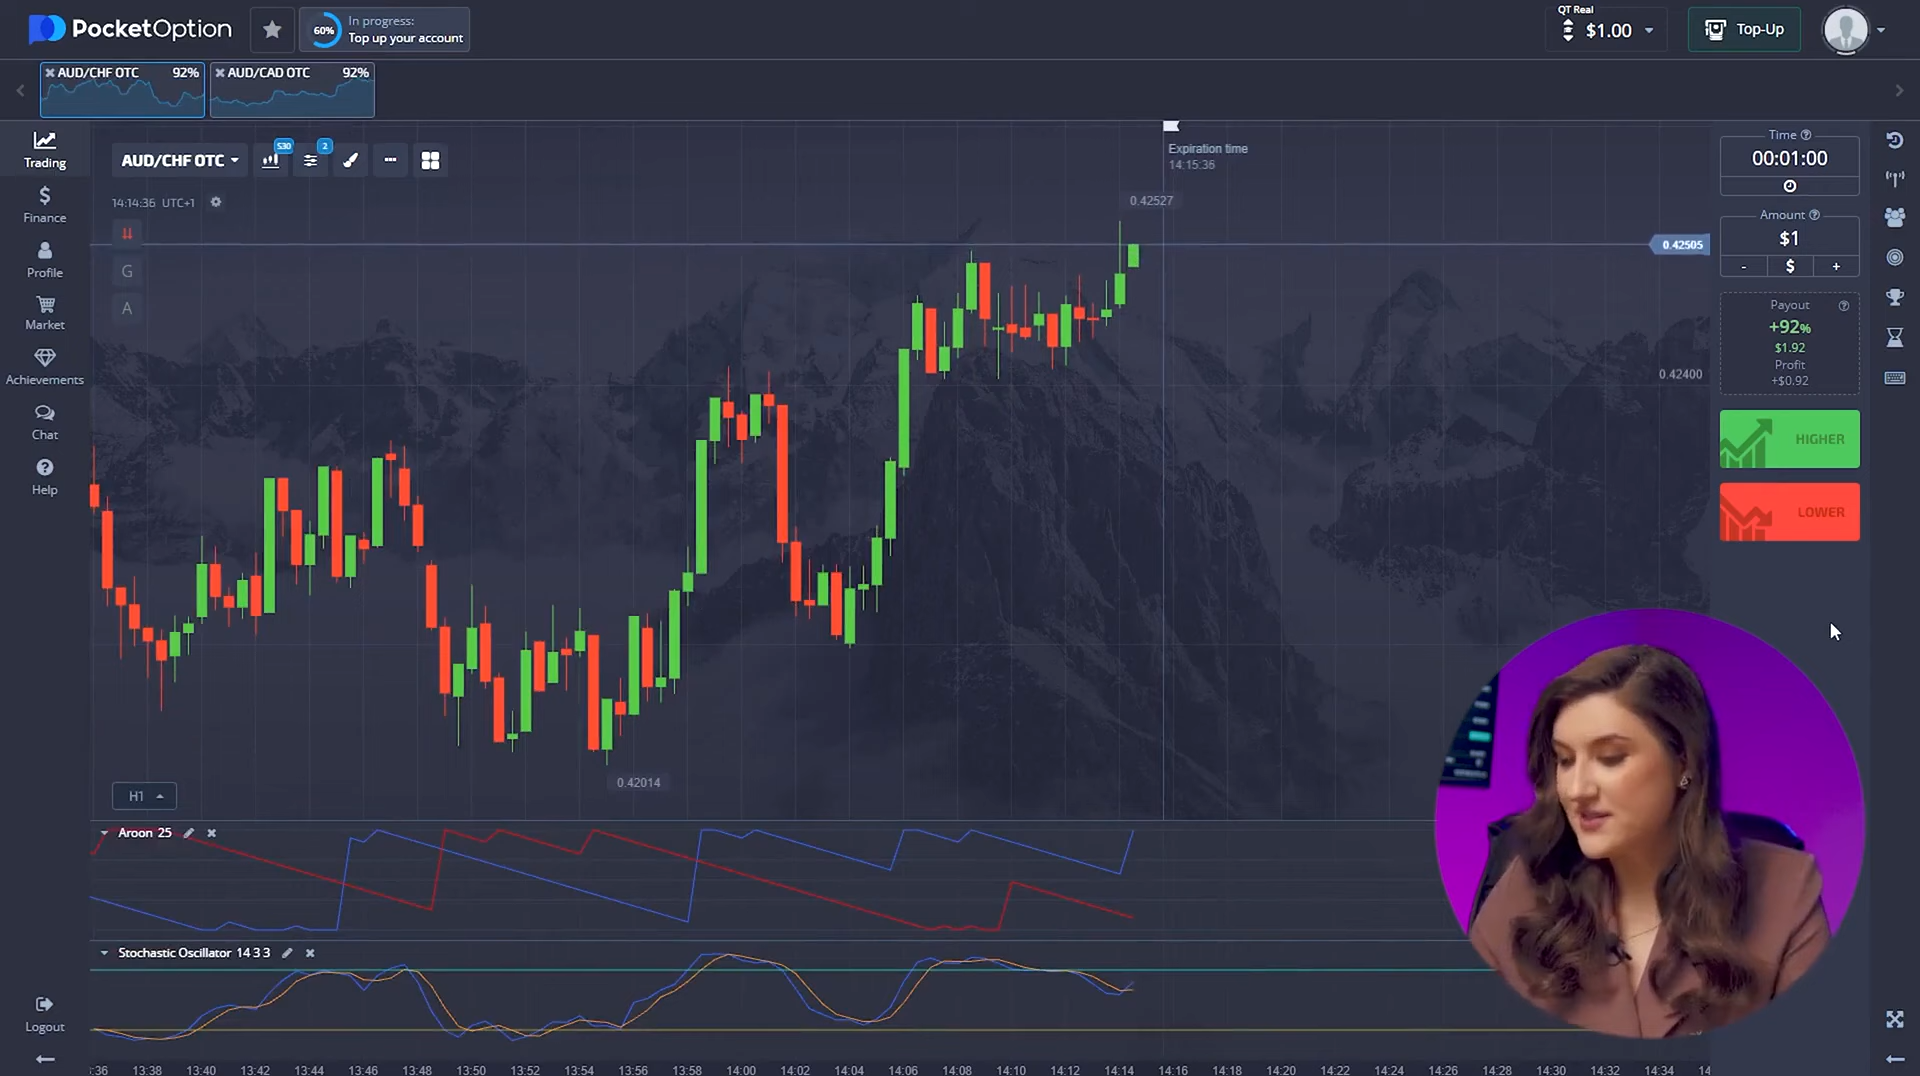 PocketOption
60%
In progress:
Top up your account
QT Real
$1.00
Top-Up
AUD/CHF OTC 92%
AUD/CAD OTC 92%
Trading
Finance
Profile
Market
Achievements
Chat
Help
Logout
AUD/CHF OTC
S30
2
14:14:36 UTC+1
G
A
Expiration time
14:15:36
0.42527
0.42505
0.42400
0.42014
H1
Time
00:01:00
Amount
$1
- $ +
Payout
+92%
$1.92
Profit
+$0.92
HIGHER
LOWER
Aroon 25
Stochastic Oscillator 14 3 3
:36 13:38 13:40 13:42 13:44 13:46 13:48 13:50 13:52 13:54 13:56 13:58 14:00 14:02 14:04 14:06 14:08 14:10 14:12 14:14 14:16 14:18 14:20 14:22 14:24 14:26 14:28 14:30 14:32 14:34 14: